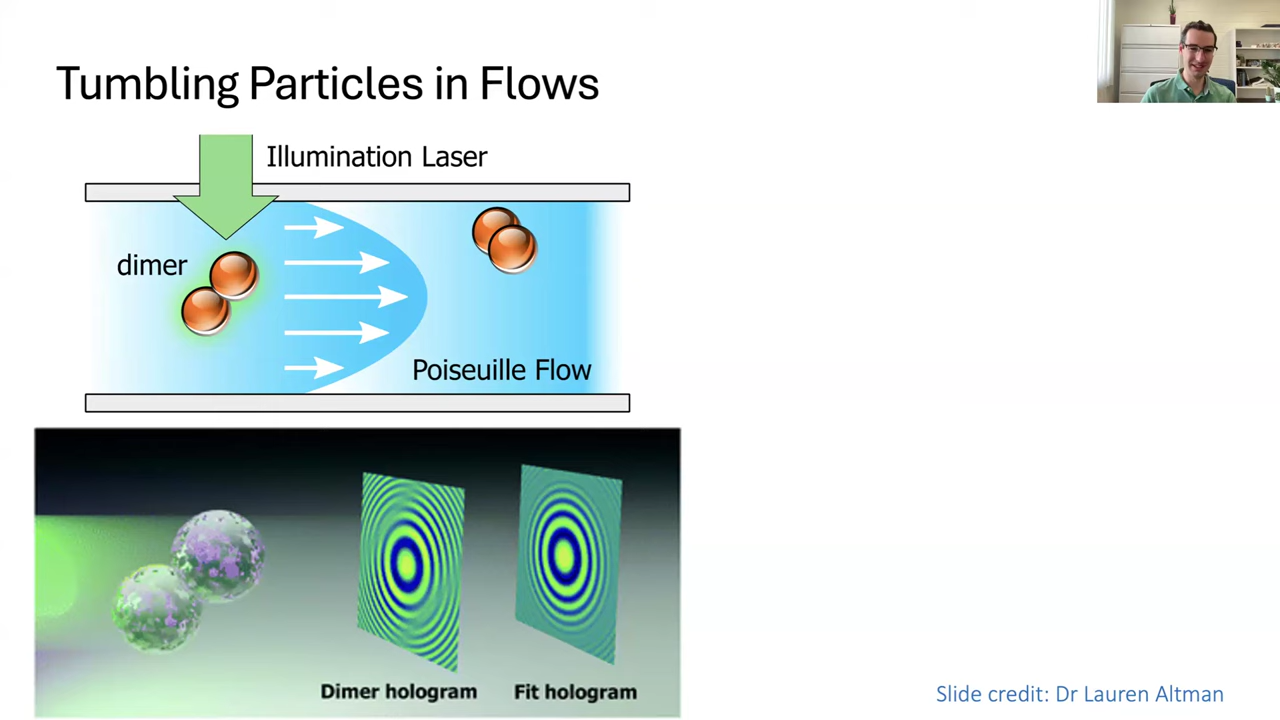 Tumbling Particles in Flows
Illumination Laser
dimer
Poiseuille Flow
Dimer hologram
Fit hologram
Slide credit: Dr Lauren Altman